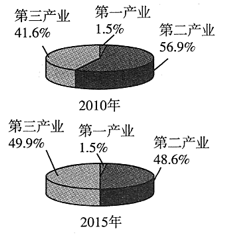 第三产业 第一产业 第二产业
41.6% 1.5% 56.9%
2010年
第三产业 第一产业 第二产业
49.9% 1.5% 48.6%
2015年